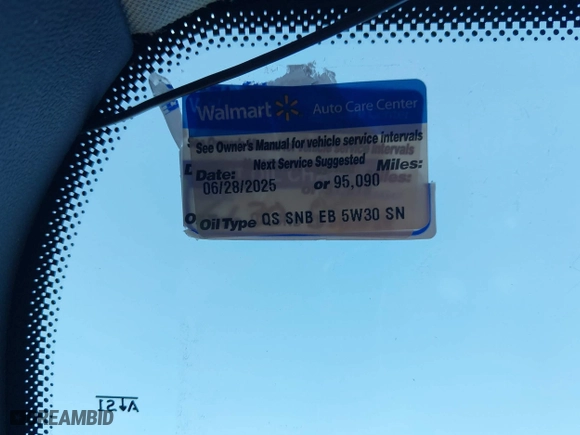 Walmart Auto Care Center
See Owner's Manual for vehicle service intervals
Next Service Suggested
Date: Miles:
06/28/2025 or 95,090
Oil Type QS SNB EB 5W30 SN